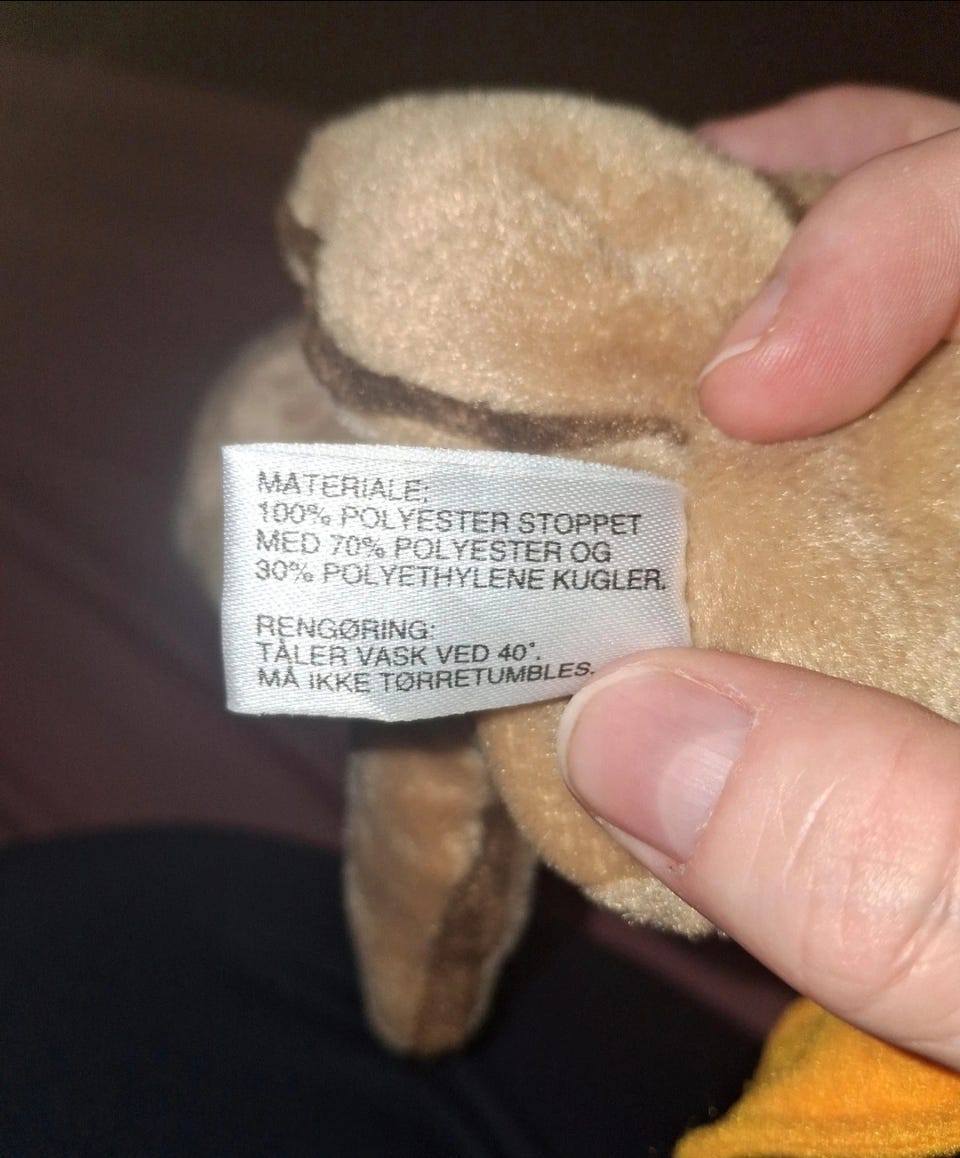 MATERIALE:
100% POLYESTER STOPPET
MED 70% POLYESTER OG
30% POLYETHYLENE KUGLER.
RENGØRING:
TÅLER VASK VED 40°.
MÅ IKKE TØRRETUMBLES.